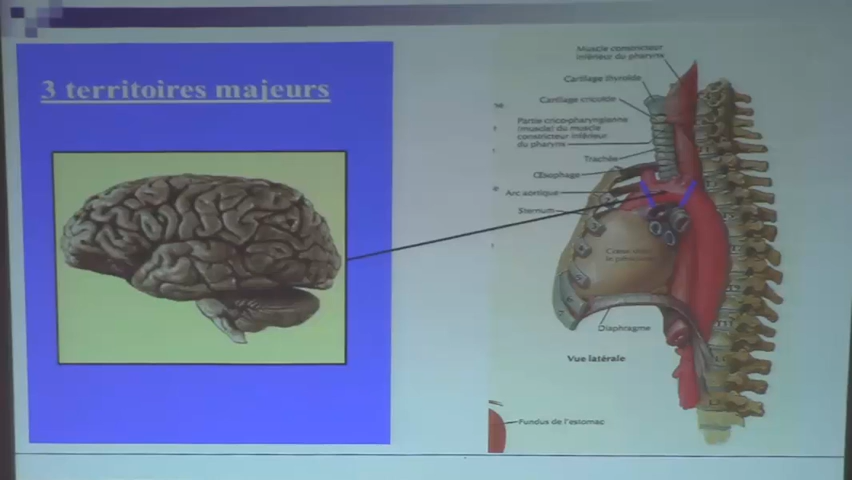 3 territoires majeurs
Muscle constricteur
inférieur du pharynx
Cartilage thyroïde
Cartilage cricoïde
Partie crico-pharyngienne
(muscle) du muscle
constricteur inférieur
du pharynx
Trachée
Œsophage
Arc aortique
Sternum
Diaphragme
Vue latérale
Fundus de l'estomac